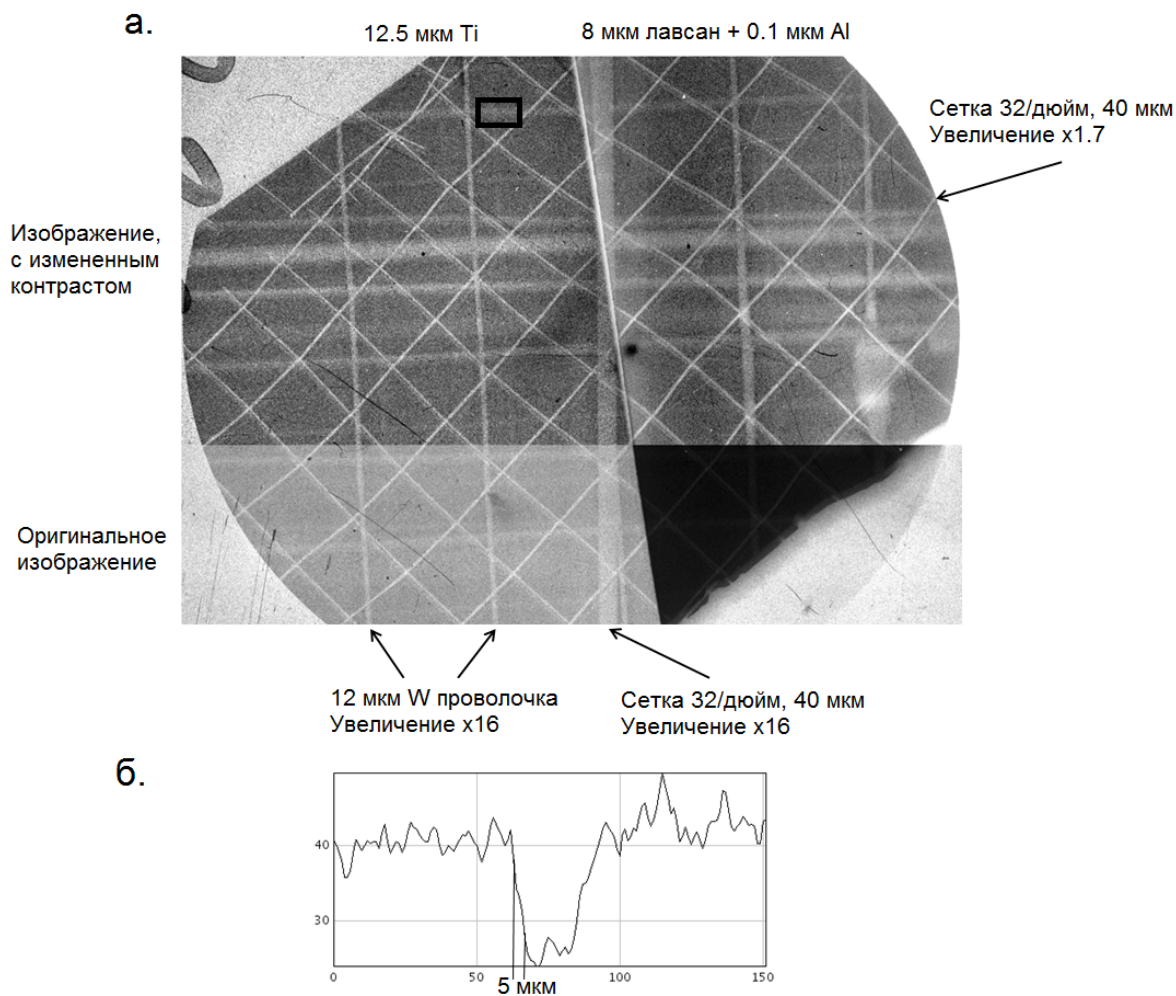 а.
12.5 мкм Ti
8 мкм лавсан + 0.1 мкм Al
Сетка 32/дюйм, 40 мкм
Увеличение x1.7
Изображение,
с измененным
контрастом
Оригинальное
изображение
12 мкм W проволочка
Увеличение x16
Сетка 32/дюйм, 40 мкм
Увеличение x16
б.
40
30
0
50
100
150
5 мкм